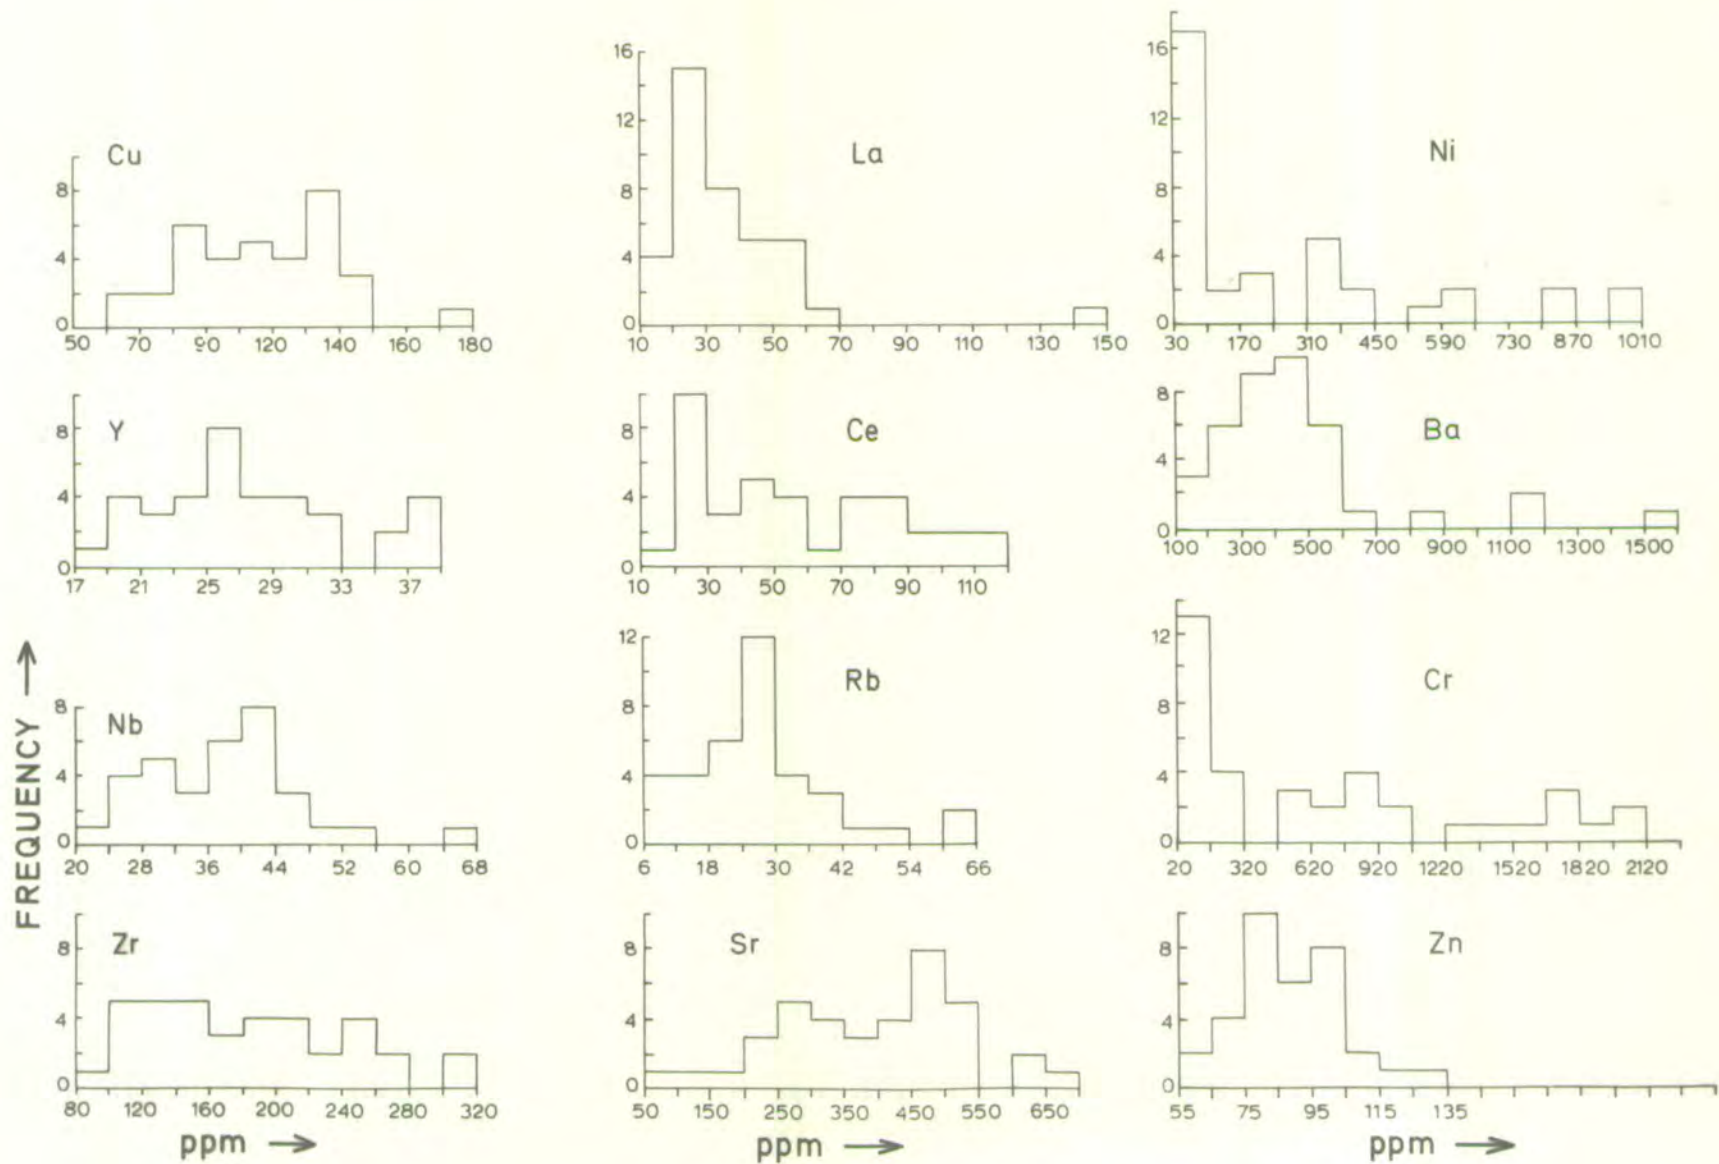 Cu
8
4
0
50 70 90 120 140 160 180
La
16
12
8
4
0
10 30 50 70 90 110 130 150
Ni
16
12
8
4
0
30 170 310 450 590 730 870 1010
Y
8
4
0
17 21 25 29 33 37
Ce
8
4
0
10 30 50 70 90 110
Ba
8
4
0
100 300 500 700 900 1100 1300 1500
Nb
8
4
0
20 28 36 44 52 60 68
Rb
12
8
4
0
6 18 30 42 54 66
Cr
12
8
4
0
20 320 620 920 1220 1520 1820 2120
Zr
8
4
0
80 120 160 200 240 280 320
Sr
8
4
0
50 150 250 350 450 550 650
Zn
8
4
0
55 75 95 115 135
FREQUENCY →
ppm →
ppm →
ppm →